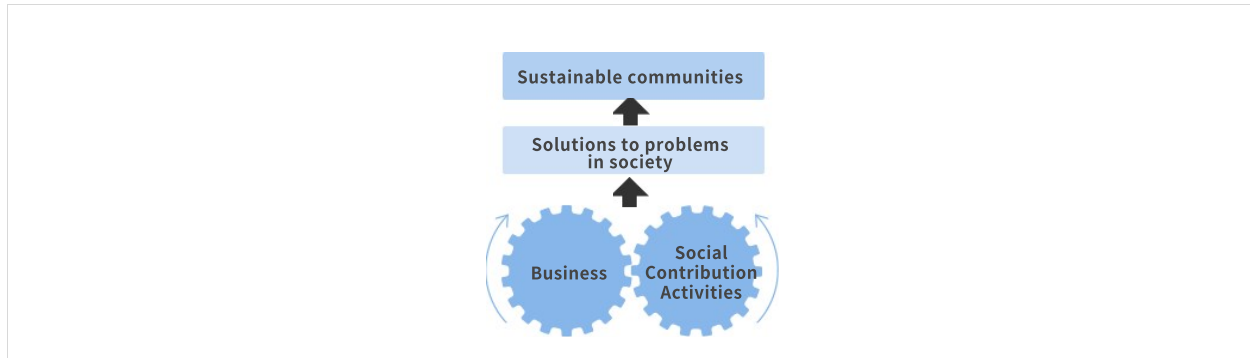 Sustainable communities
Solutions to problems
in society
Business
Social
Contribution
Activities